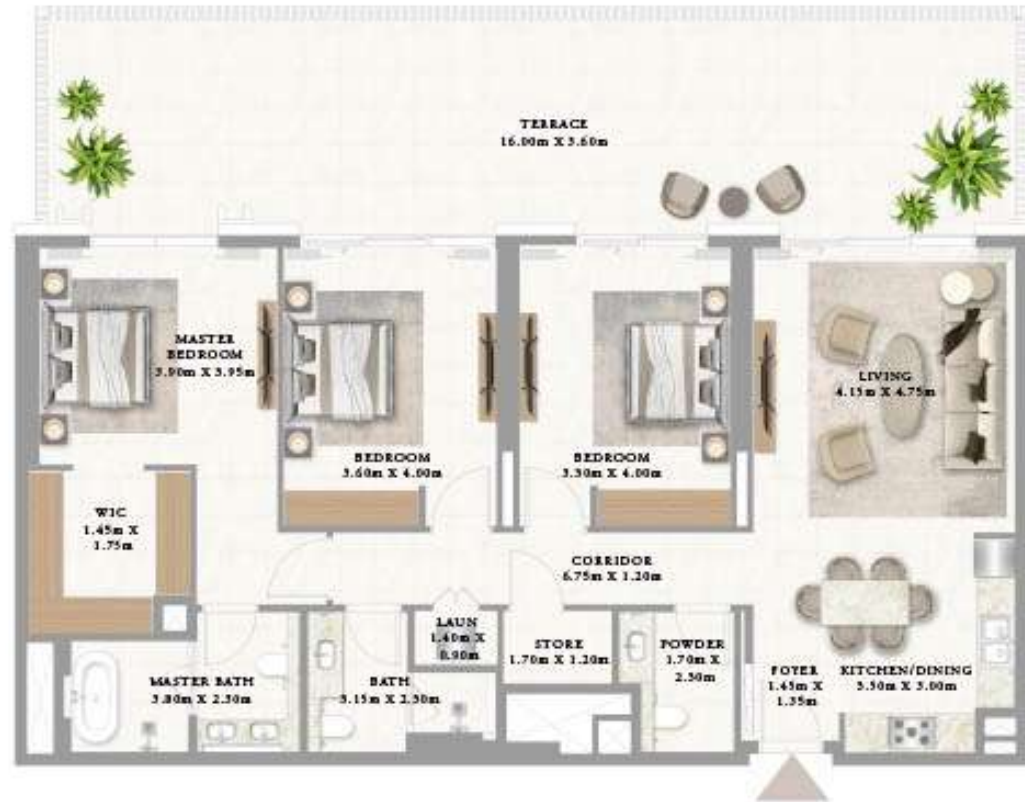 TERRACE
16.00m X 3.60m
MASTER
BEDROOM
3.90m X 3.95m
BEDROOM
3.60m X 4.00m
BEDROOM
3.30m X 4.00m
LIVING
4.15m X 4.75m
WIC
1.45m X
1.75m
CORRIDOR
6.75m X 1.20m
LAUN
1.40m X
0.90m
STORE
1.70m X 1.20m
POWDER
1.70m X
2.30m
FOYER
1.45m X
1.35m
KITCHEN/DINING
3.50m X 3.00m
MASTER BATH
3.80m X 2.30m
BATH
3.15m X 2.30m